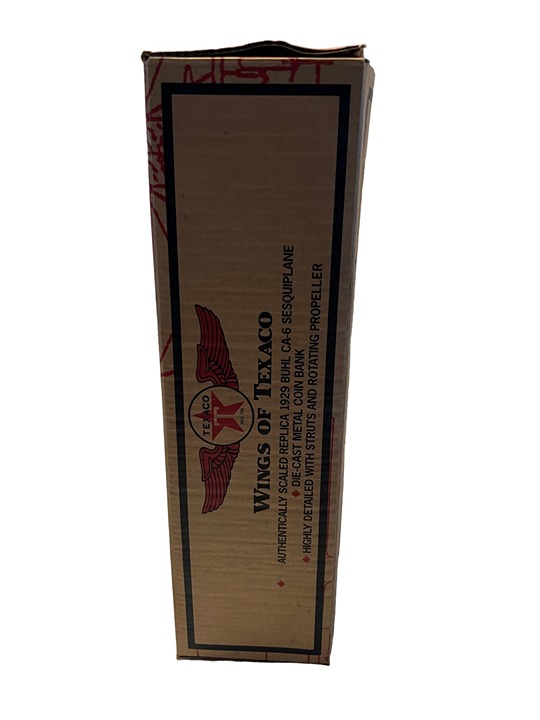 TEXACO
T
WINGS OF TEXACO
♦ AUTHENTICALLY SCALED REPLICA 1929 BUHL CA-6 SESQUIPLANE
♦ DIE-CAST METAL COIN BANK
♦ HIGHLY DETAILED WITH STRUTS AND ROTATING PROPELLER